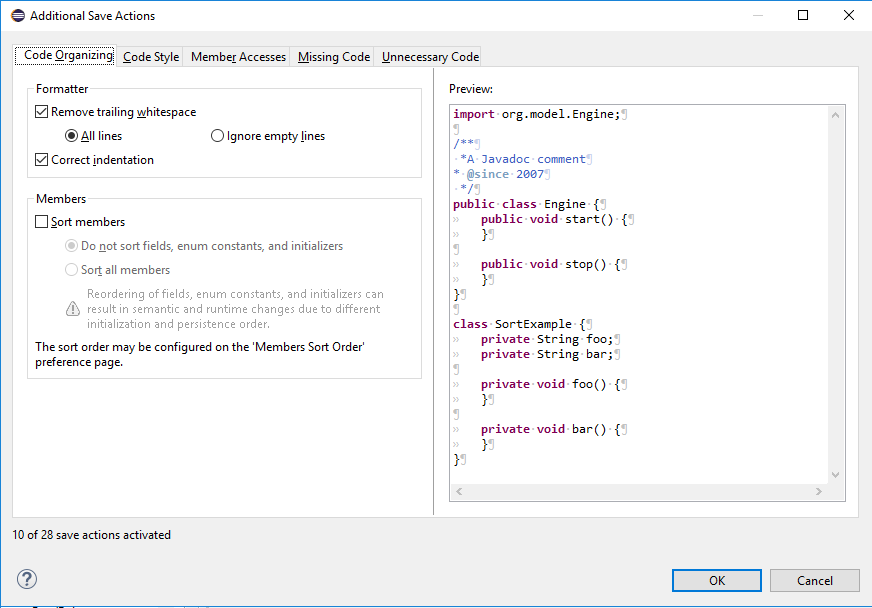 Additional Save Actions
Code Organizing Code Style Member Accesses Missing Code Unnecessary Code
Formatter
Remove trailing whitespace
All lines Ignore empty lines
Correct indentation
Members
Sort members
Do not sort fields, enum constants, and initializers
Sort all members
Reordering of fields, enum constants, and initializers can
result in semantic and runtime changes due to different
initialization and persistence order.
The sort order may be configured on the 'Members Sort Order'
preference page.
Preview:
import·org.model.Engine;¶
¶
/**¶
·*A·Javadoc·comment¶
*·@since·2007¶
·*/¶
public·class·Engine·{¶
»	public·void·start()·{¶
»	}¶
¶
»	public·void·stop()·{¶
»	}¶
}¶
¶
class·SortExample·{¶
»	private·String·foo;¶
»	private·String·bar;¶
¶
»	private·void·foo()·{¶
»	}¶
¶
»	private·void·bar()·{¶
»	}¶
}¶
10 of 28 save actions activated
? OK Cancel